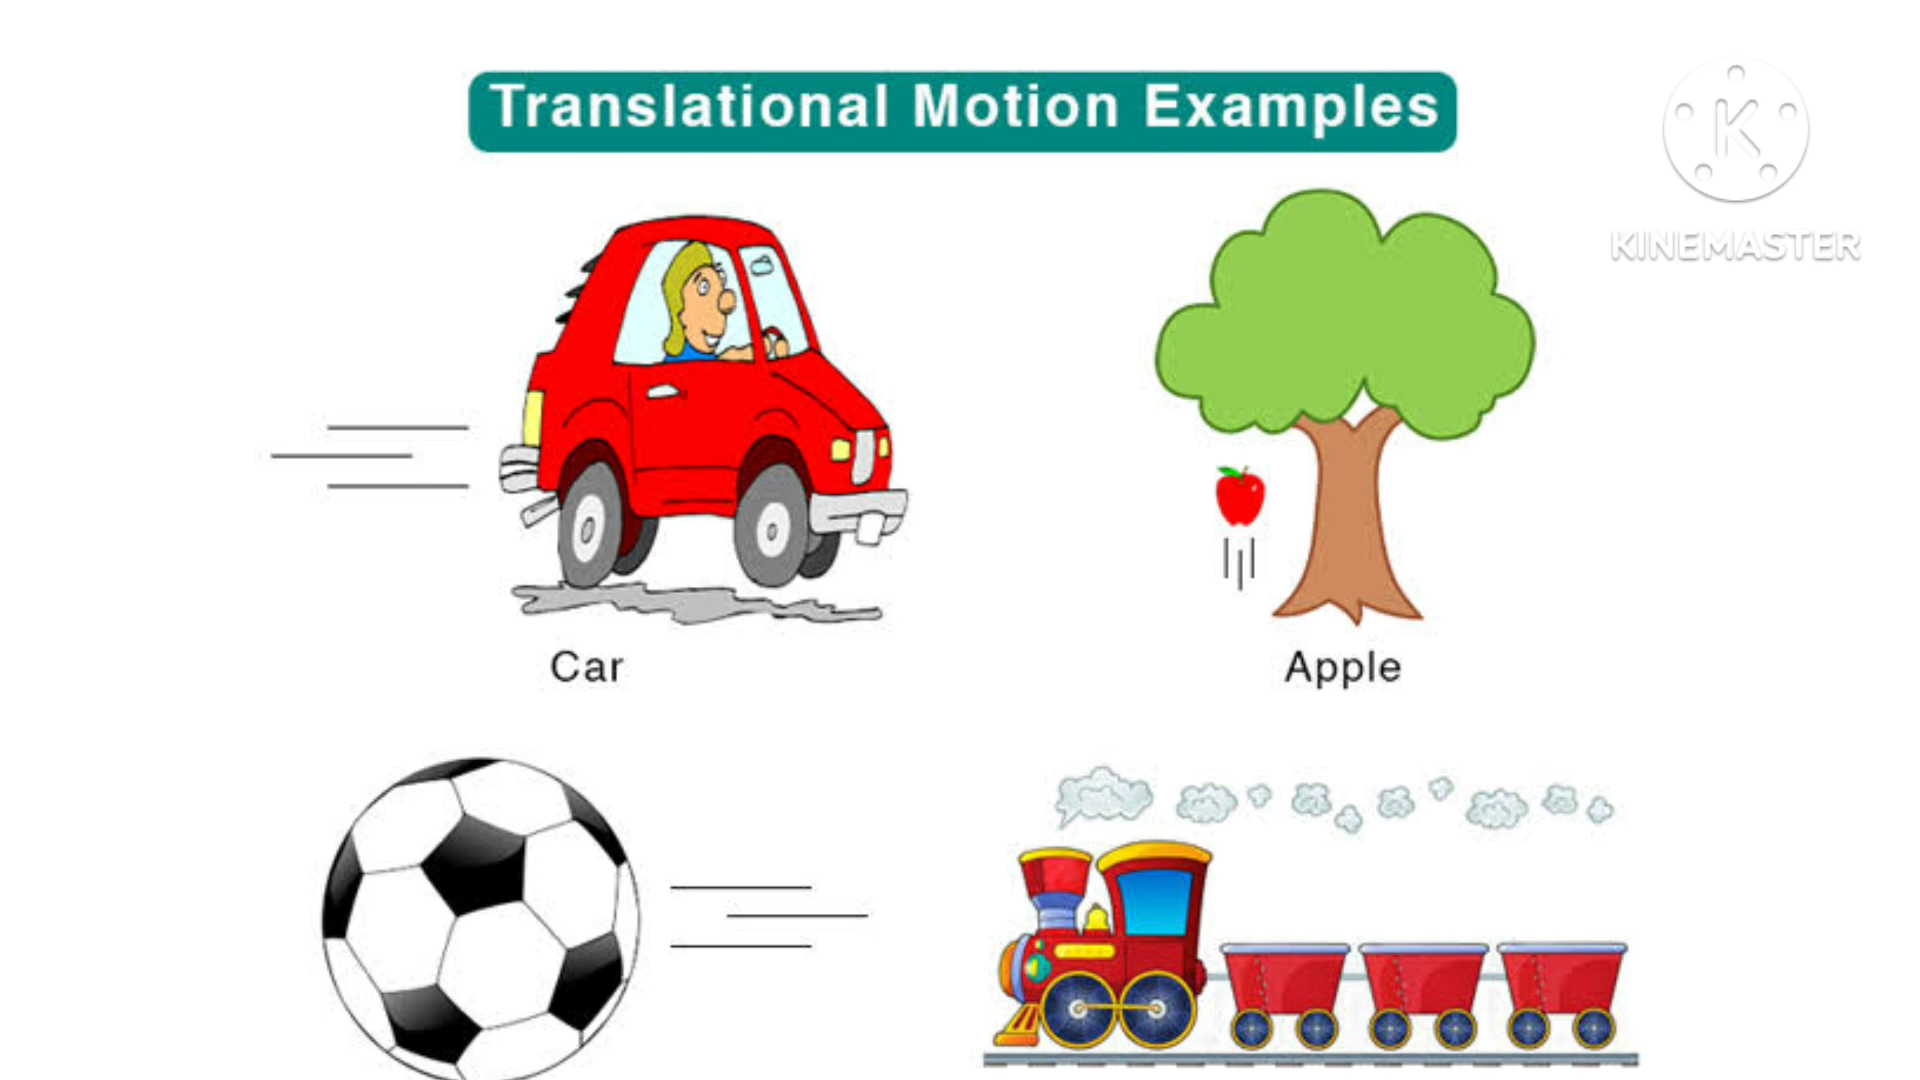 Translational Motion Examples
K
KINEMASTER
Car
Apple